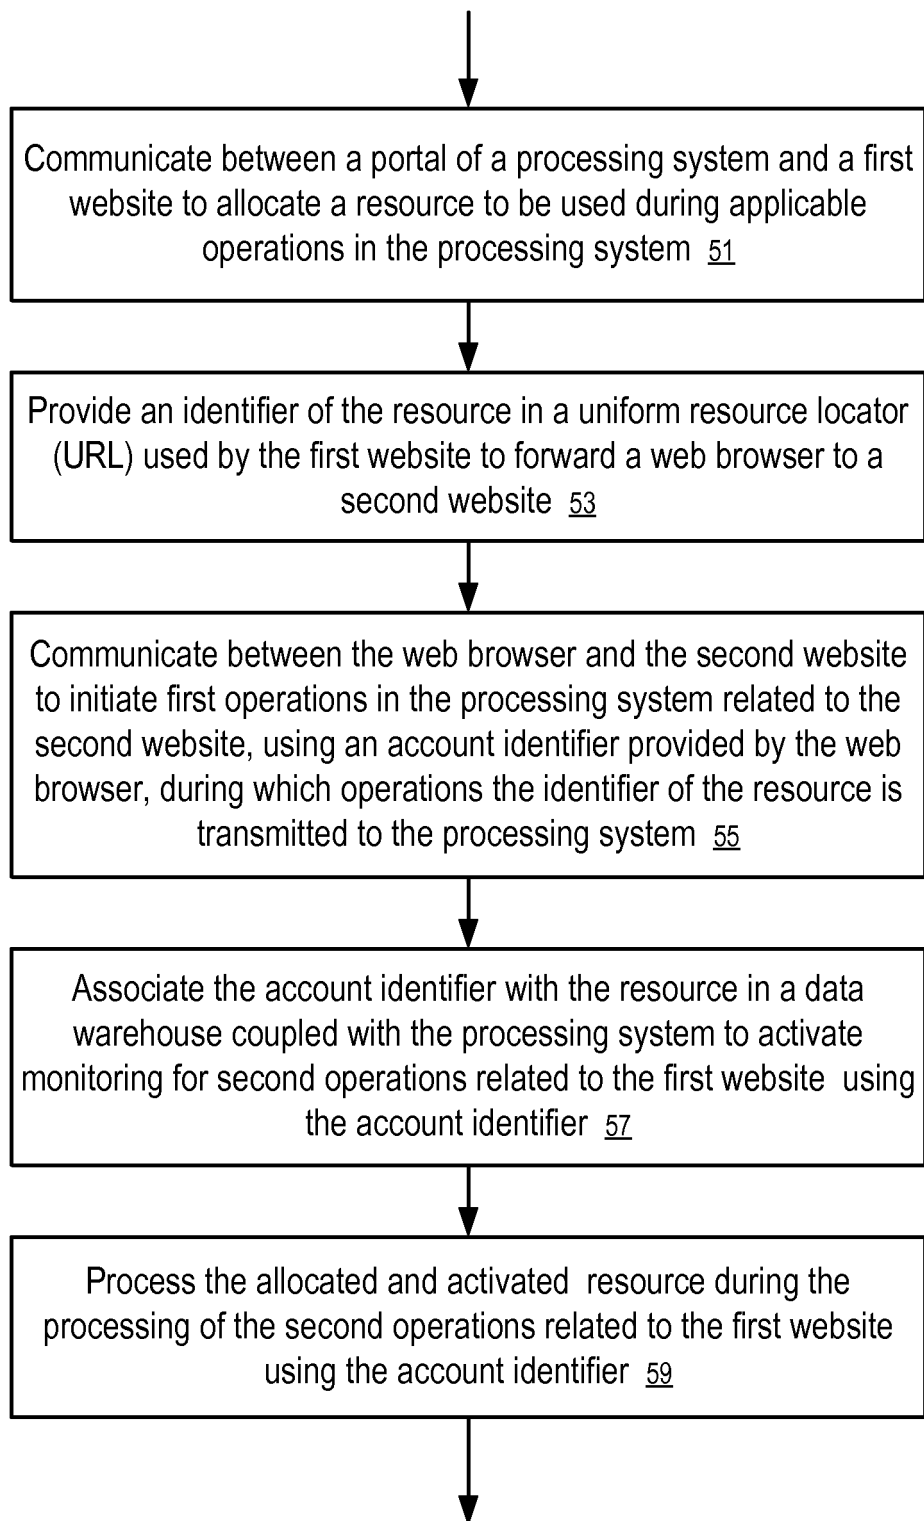 Communicate between a portal of a processing system and a first
website to allocate a resource to be used during applicable
operations in the processing system 51
Provide an identifier of the resource in a uniform resource locator
(URL) used by the first website to forward a web browser to a
second website 53
Communicate between the web browser and the second website
to initiate first operations in the processing system related to the
second website, using an account identifier provided by the web
browser, during which operations the identifier of the resource is
transmitted to the processing system 55
Associate the account identifier with the resource in a data
warehouse coupled with the processing system to activate
monitoring for second operations related to the first website using
the account identifier 57
Process the allocated and activated resource during the
processing of the second operations related to the first website
using the account identifier 59